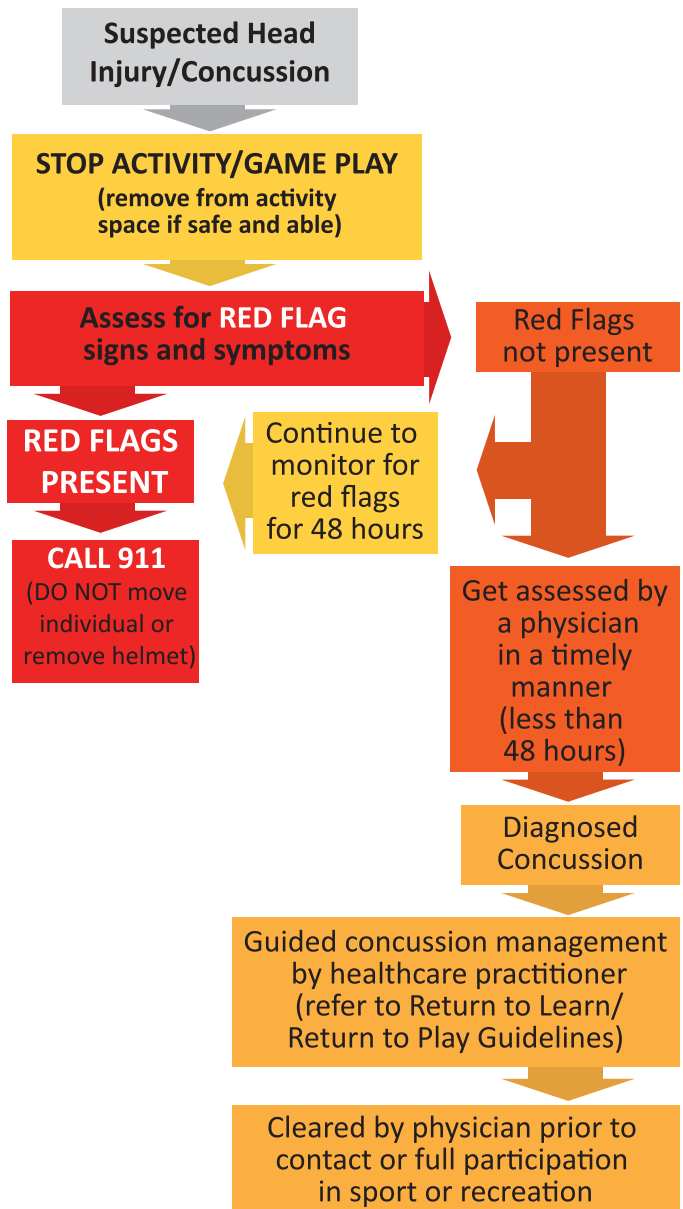 Suspected Head
Injury/Concussion
STOP ACTIVITY/GAME PLAY
(remove from activity
space if safe and able)
Assess for RED FLAG
signs and symptoms
Red Flags
not present
RED FLAGS
PRESENT
Continue to
monitor for
red flags
for 48 hours
CALL 911
(DO NOT move
individual or
remove helmet)
Get assessed by
a physician
in a timely
manner
(less than
48 hours)
Diagnosed
Concussion
Guided concussion management
by healthcare practitioner
(refer to Return to Learn/
Return to Play Guidelines)
Cleared by physician prior to
contact or full participation
in sport or recreation